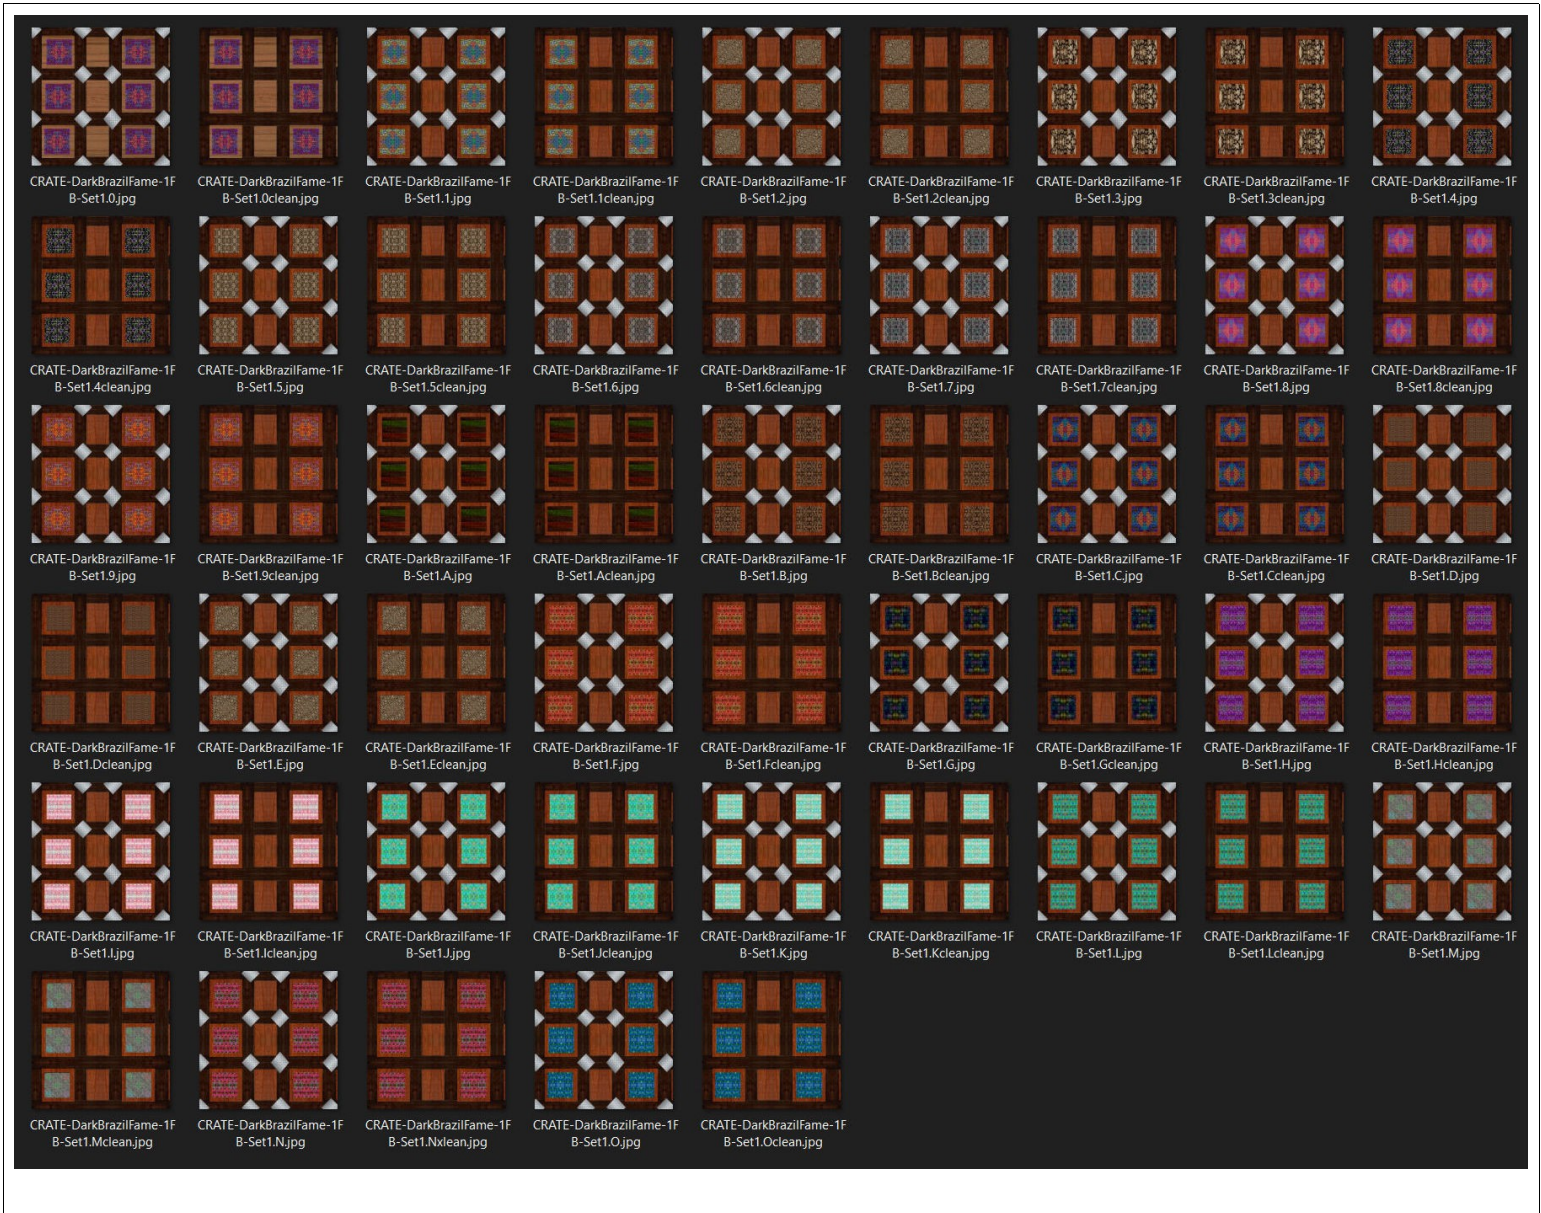 CRATE-DarkBrazilFame-1F
B-Set1.0.jpg
CRATE-DarkBrazilFame-1F
B-Set1.0clean.jpg
CRATE-DarkBrazilFame-1F
B-Set1.1.jpg
CRATE-DarkBrazilFame-1F
B-Set1.1clean.jpg
CRATE-DarkBrazilFame-1F
B-Set1.2.jpg
CRATE-DarkBrazilFame-1F
B-Set1.2clean.jpg
CRATE-DarkBrazilFame-1F
B-Set1.3.jpg
CRATE-DarkBrazilFame-1F
B-Set1.3clean.jpg
CRATE-DarkBrazilFame-1F
B-Set1.4.jpg
CRATE-DarkBrazilFame-1F
B-Set1.4clean.jpg
CRATE-DarkBrazilFame-1F
B-Set1.5.jpg
CRATE-DarkBrazilFame-1F
B-Set1.5clean.jpg
CRATE-DarkBrazilFame-1F
B-Set1.6.jpg
CRATE-DarkBrazilFame-1F
B-Set1.6clean.jpg
CRATE-DarkBrazilFame-1F
B-Set1.7.jpg
CRATE-DarkBrazilFame-1F
B-Set1.7clean.jpg
CRATE-DarkBrazilFame-1F
B-Set1.8.jpg
CRATE-DarkBrazilFame-1F
B-Set1.8clean.jpg
CRATE-DarkBrazilFame-1F
B-Set1.9.jpg
CRATE-DarkBrazilFame-1F
B-Set1.9clean.jpg
CRATE-DarkBrazilFame-1F
B-Set1.A.jpg
CRATE-DarkBrazilFame-1F
B-Set1.Aclean.jpg
CRATE-DarkBrazilFame-1F
B-Set1.B.jpg
CRATE-DarkBrazilFame-1F
B-Set1.Bclean.jpg
CRATE-DarkBrazilFame-1F
B-Set1.C.jpg
CRATE-DarkBrazilFame-1F
B-Set1.Cclean.jpg
CRATE-DarkBrazilFame-1F
B-Set1.D.jpg
CRATE-DarkBrazilFame-1F
B-Set1.Dclean.jpg
CRATE-DarkBrazilFame-1F
B-Set1.E.jpg
CRATE-DarkBrazilFame-1F
B-Set1.Eclean.jpg
CRATE-DarkBrazilFame-1F
B-Set1.F.jpg
CRATE-DarkBrazilFame-1F
B-Set1.Fclean.jpg
CRATE-DarkBrazilFame-1F
B-Set1.G.jpg
CRATE-DarkBrazilFame-1F
B-Set1.Gclean.jpg
CRATE-DarkBrazilFame-1F
B-Set1.H.jpg
CRATE-DarkBrazilFame-1F
B-Set1.Hclean.jpg
CRATE-DarkBrazilFame-1F
B-Set1.I.jpg
CRATE-DarkBrazilFame-1F
B-Set1.Iclean.jpg
CRATE-DarkBrazilFame-1F
B-Set1.J.jpg
CRATE-DarkBrazilFame-1F
B-Set1.Jclean.jpg
CRATE-DarkBrazilFame-1F
B-Set1.K.jpg
CRATE-DarkBrazilFame-1F
B-Set1.Kclean.jpg
CRATE-DarkBrazilFame-1F
B-Set1.L.jpg
CRATE-DarkBrazilFame-1F
B-Set1.Lclean.jpg
CRATE-DarkBrazilFame-1F
B-Set1.M.jpg
CRATE-DarkBrazilFame-1F
B-Set1.Mclean.jpg
CRATE-DarkBrazilFame-1F
B-Set1.N.jpg
CRATE-DarkBrazilFame-1F
B-Set1.Nxlean.jpg
CRATE-DarkBrazilFame-1F
B-Set1.O.jpg
CRATE-DarkBrazilFame-1F
B-Set1.Oclean.jpg